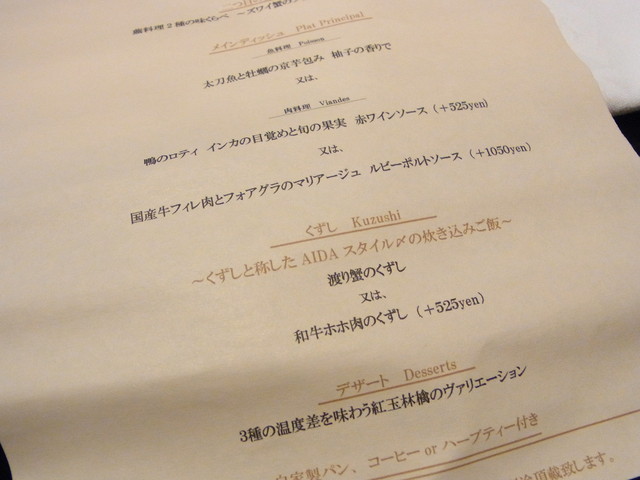 歯料理2種の味くらべ ~ズワイ蟹の
メインディッシュ Plat Principal
魚料理 Poisson
太刀魚と牡蠣の京芋包み 柚子の香りで
又は、
肉料理 Viandes
鴨のロティ インカの目覚めと旬の果実 赤ワインソース (+525yen)
又は、
国産牛フィレ肉とフォアグラのマリアージュ ルビーポルトソース (+1050yen)
くずし Kuzushi
~くずしと称した AIDA スタイル〆の炊き込みご飯~
渡り蟹のくずし
又は、
和牛ホホ肉のくずし (+525yen)
デザート Desserts
3種の温度差を味わう紅玉林檎のヴァリエーション
自家製パン、コーヒー or ハーブティー付き
頂戴致します。